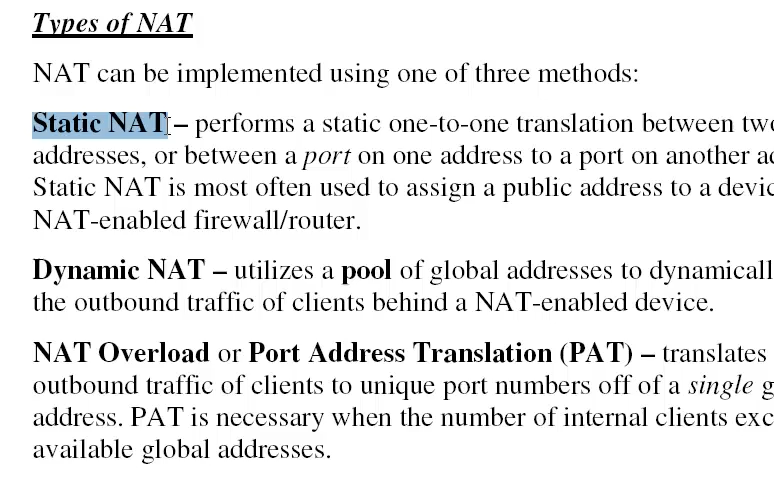 Types of NAT
NAT can be implemented using one of three methods:
Static NAT – performs a static one-to-one translation between two
addresses, or between a port on one address to a port on another
Static NAT is most often used to assign a public address to a
NAT-enabled firewall/router.
Dynamic NAT – utilizes a pool of global addresses to
the outbound traffic of clients behind a NAT-enabled device.
NAT Overload or Port Address Translation (PAT) – translates
outbound traffic of clients to unique port numbers off of a single
address. PAT is necessary when the number of internal clients
available global addresses.